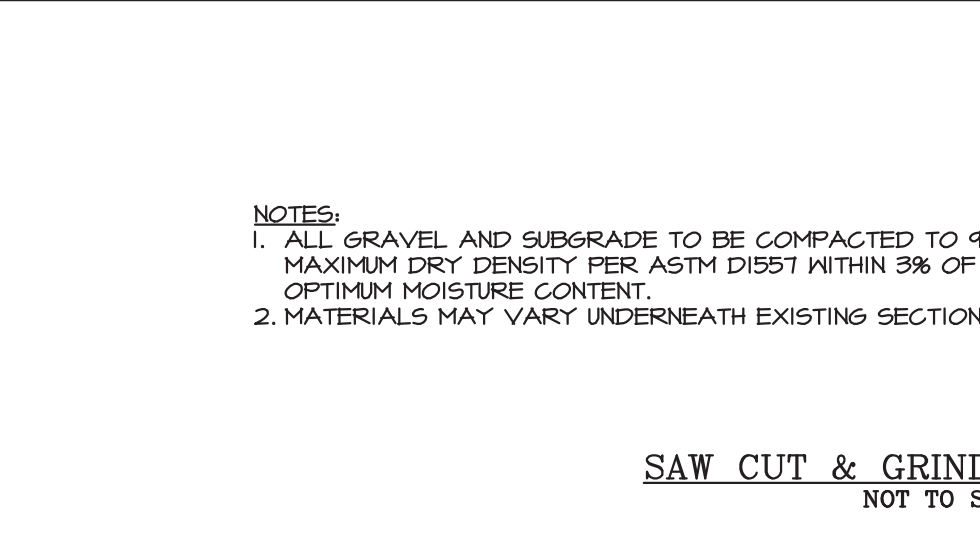 NOTES:
1. ALL GRAVEL AND SUBGRADE TO BE COMPACTED TO
MAXIMUM DRY DENSITY PER ASTM D1557 WITHIN 3% OF
OPTIMUM MOISTURE CONTENT.
2. MATERIALS MAY VARY UNDERNEATH EXISTING SECTION
SAW CUT & GRIND
NOT TO